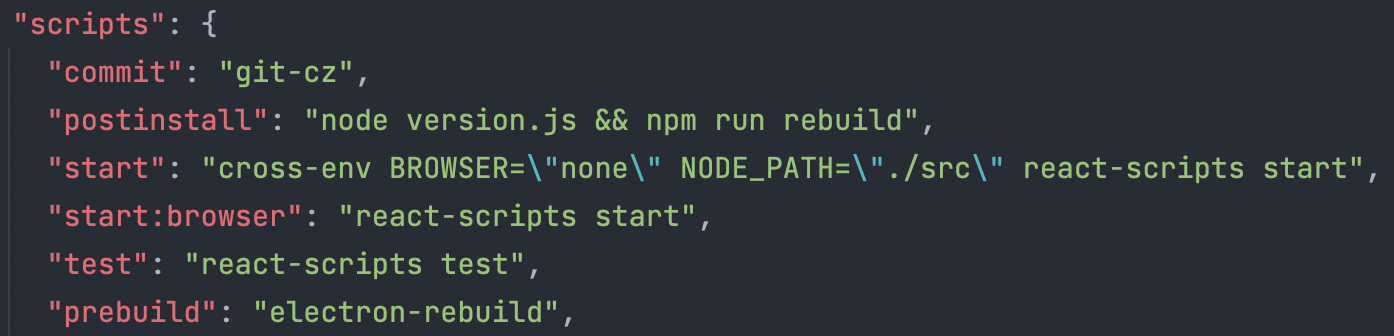 "scripts": {
"commit": "git-cz",
"postinstall": "node version.js && npm run rebuild",
"start": "cross-env BROWSER=\"none\" NODE_PATH=\"./src\" react-scripts start",
"start:browser": "react-scripts start",
"test": "react-scripts test",
"prebuild": "electron-rebuild",